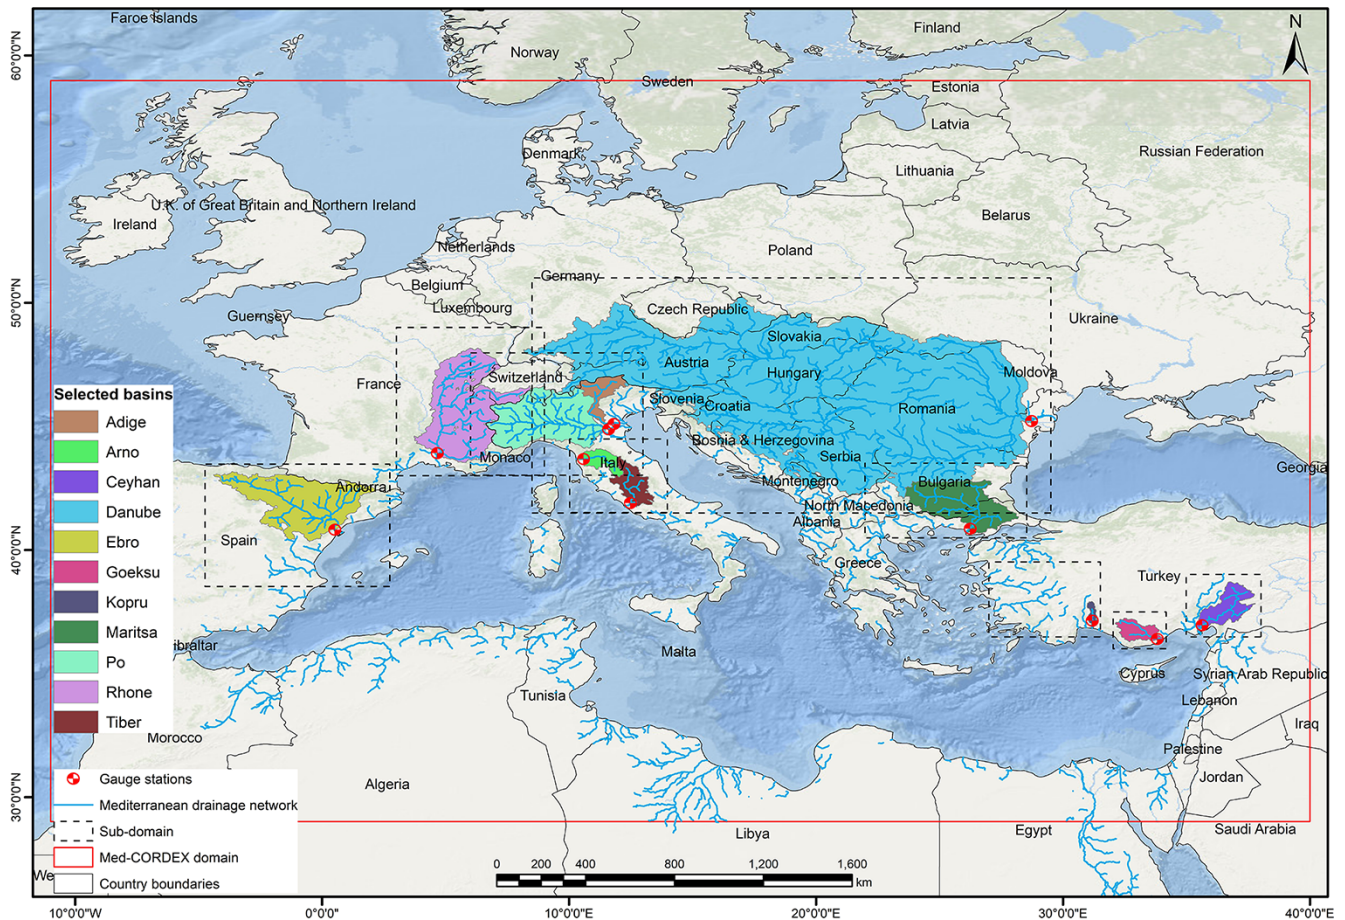 Faroe Islands
Finland
N
Norway
60°0'0"N
Sweden
Estonia
Latvia
Denmark
Russian Federation
Lithuania
U.K. of Great Britain and Northern Ireland
Ireland
Belarus
Netherlands
Poland
Germany
Belgium
Luxembourg
Czech Republic
50°0'0"N
Guernsey
Ukraine
Slovakia
Austria
Hungary
Moldova
Switzerland
France
Selected basins
Slovenia
Croatia
Romania
Adige
Bosnia & Herzegovina
Arno
Monaco
Italy
Serbia
Georgia
Ceyhan
Andorra
Montenegro
Bulgaria
Danube
North Macedonia
Albania
Ebro
Spain
40°0'0"N
Greece
Goeksu
Turkey
Kopru
Maritsa
ibraltar
Malta
Po
Cyprus
Syrian Arab Republic
Rhone
Tunisia
Lebanon
Tiber
Iraq
Morocco
Palestine
Gauge stations
Algeria
Jordan
Mediterranean drainage network
30°0'0"N
Sub-domain
Libya
Egypt
Saudi Arabia
Med-CORDEX domain
0 200 400 800 1,200 1,600
km
We
Country boundaries
10°0'0"W 0°0'0" 10°0'0"E 20°0'0"E 30°0'0"E 40°0'0"E